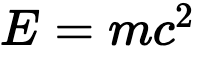 E = mc²